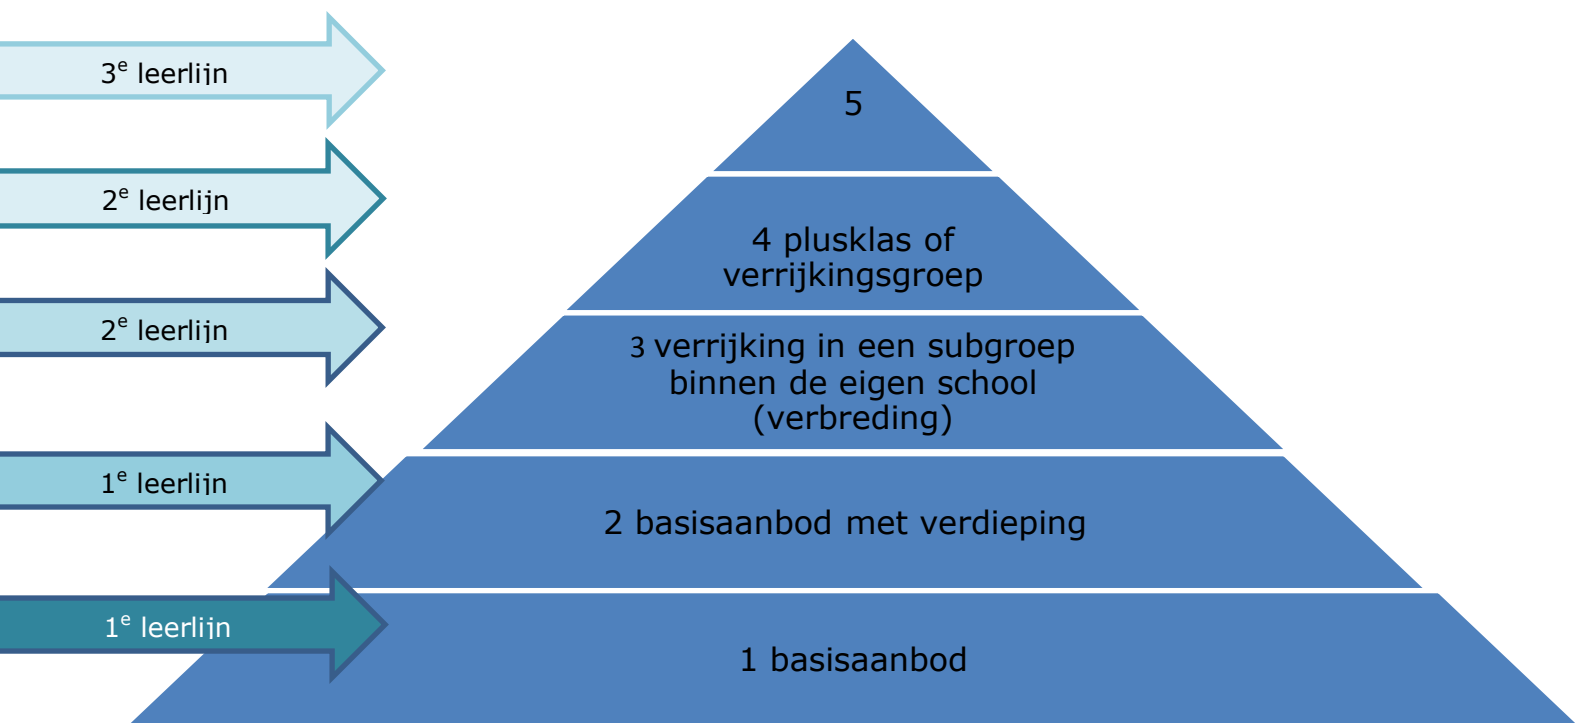 3e leerlijn
5
2e leerlijn
4 plusklas of
verrijkingsgroep
2e leerlijn
3 verrijking in een subgroep
binnen de eigen school
(verbreding)
1e leerlijn
2 basisaanbod met verdieping
1e leerlijn
1 basisaanbod